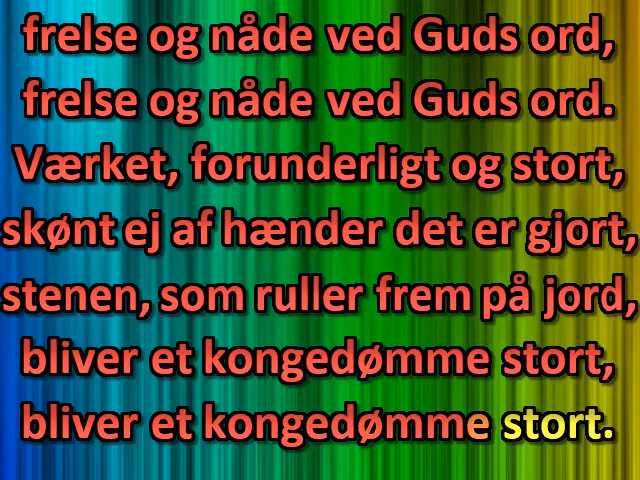 frelse og nåde ved Guds ord,
frelse og nåde ved Guds ord.
Værket, forunderligt og stort,
skønt ej af hænder det er gjort,
stenen, som ruller frem på jord,
bliver et kongedømme stort,
bliver et kongedømme stort.